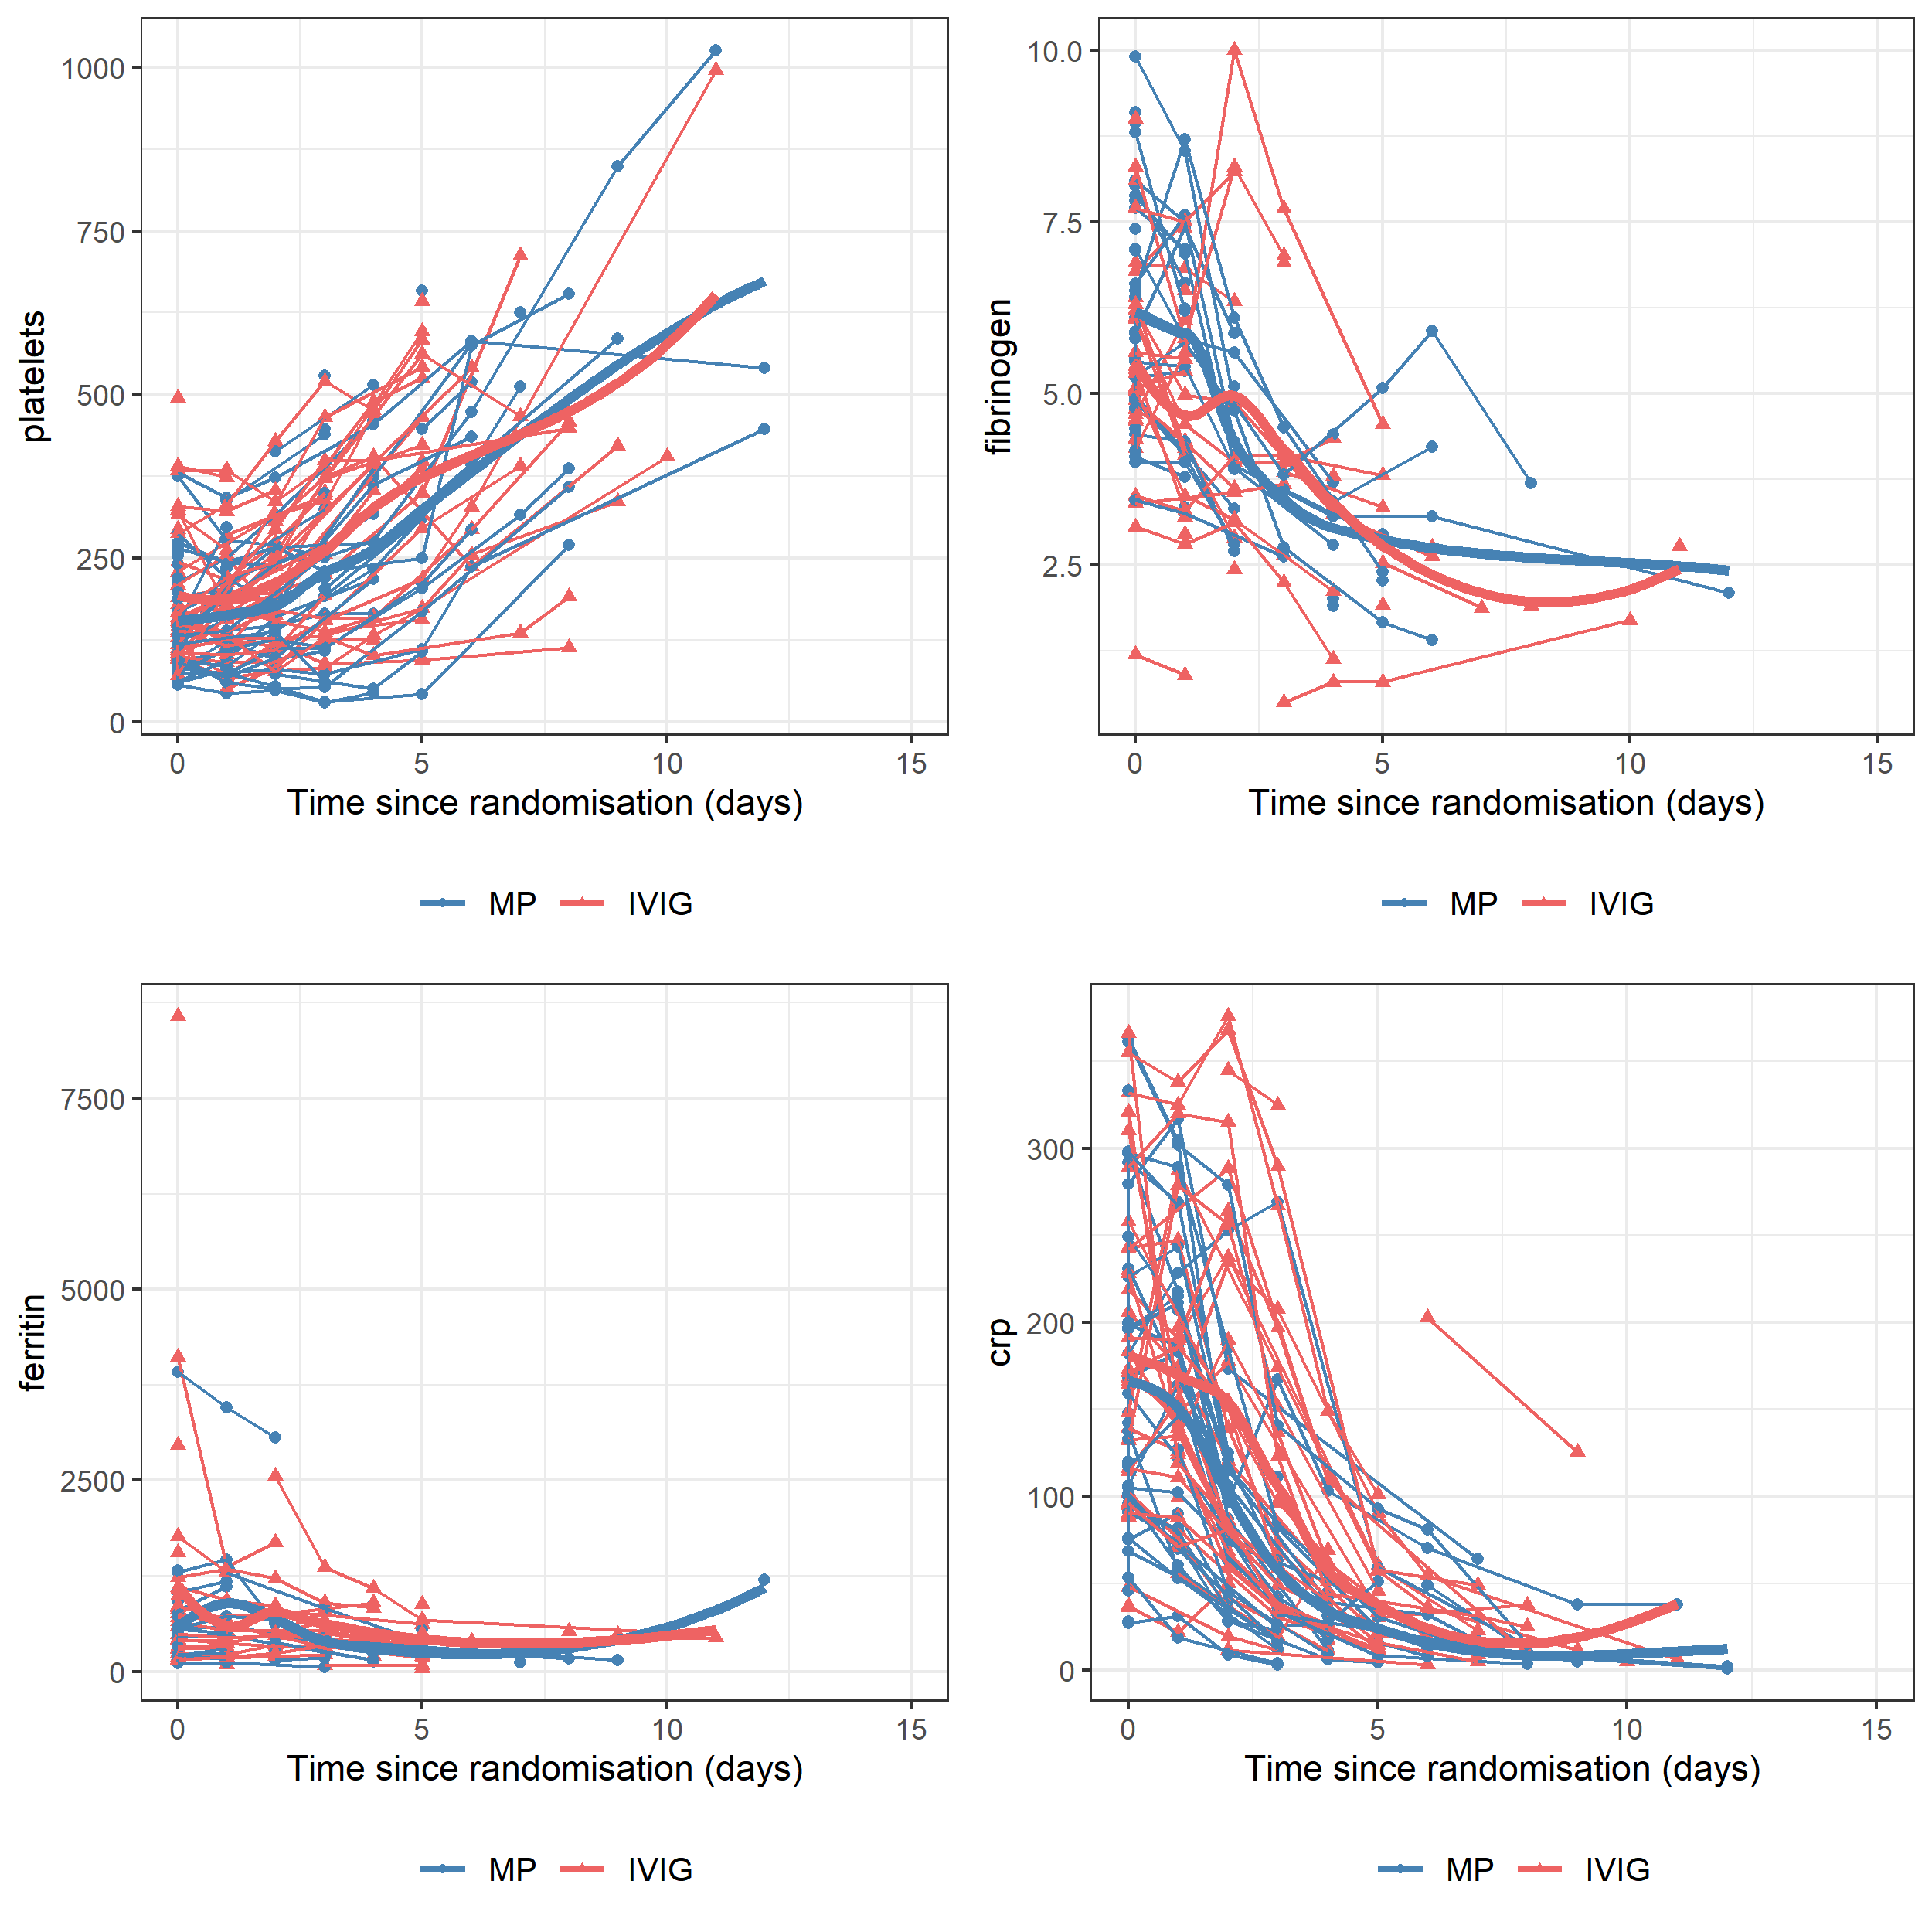 platelets
1000
750
500
250
0
0 5 10 15
Time since randomisation (days)
MP IVIG
fibrinogen
10.0
7.5
5.0
2.5
0 5 10 15
Time since randomisation (days)
MP IVIG
ferritin
7500
5000
2500
0
0 5 10 15
Time since randomisation (days)
MP IVIG
crp
300
200
100
0
0 5 10 15
Time since randomisation (days)
MP IVIG